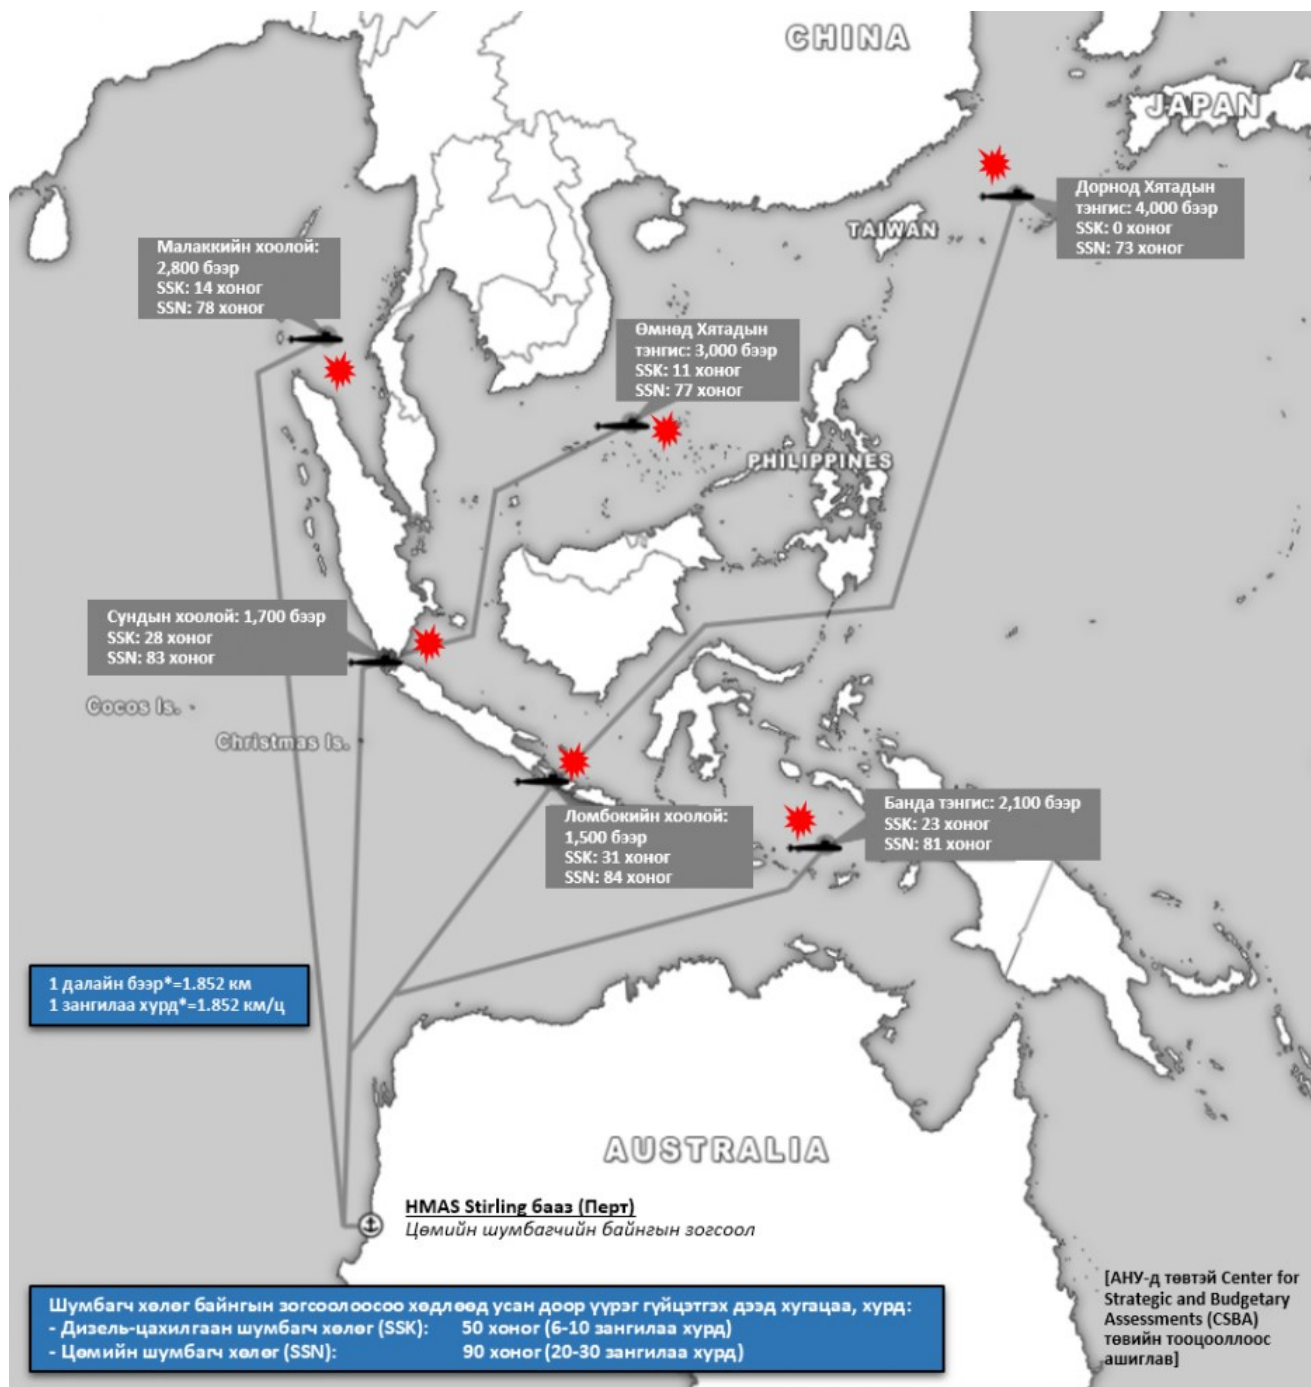 CHINA
JAPAN
Дорнод Хятадын
тэнгис: 4,000 бээр
SSK: 0 хоног
SSN: 73 хоног
TAIWAN
Малаккийн хоолой:
2,800 бээр
SSK: 14 хоног
SSN: 78 хоног
Өмнөд Хятадын
тэнгис: 3,000 бээр
SSK: 11 хоног
SSN: 77 хоног
PHILIPPINES
Сундын хоолой: 1,700 бээр
SSK: 28 хоног
SSN: 83 хоног
Cocos Is.
Christmas Is.
Ломбокийн хоолой:
1,500 бээр
SSK: 31 хоног
SSN: 84 хоног
Банда тэнгис: 2,100 бээр
SSK: 23 хоног
SSN: 81 хоног
1 далайн бээр*=1.852 км
1 зангилаа хурд*=1.852 км/ц
AUSTRALIA
HMAS Stirling бааз (Перт)
Цөмийн шумбагчийн байнгын зогсоол
Шумбагч хөлөг байнгын зогсоолоосоо хөдлөөд усан доор үүрэг гүйцэтгэх дээд хугацаа, хурд:
- Дизель-цахилгаан шумбагч хөлөг (SSK): 50 хоног (6-10 зангилаа хурд)
- Цөмийн шумбагч хөлөг (SSN): 90 хоног (20-30 зангилаа хурд)
[АНУ-д төвтэй Center for
Strategic and Budgetary
Assessments (CSBA)
төвийн тооцооллоос
ашиглав]